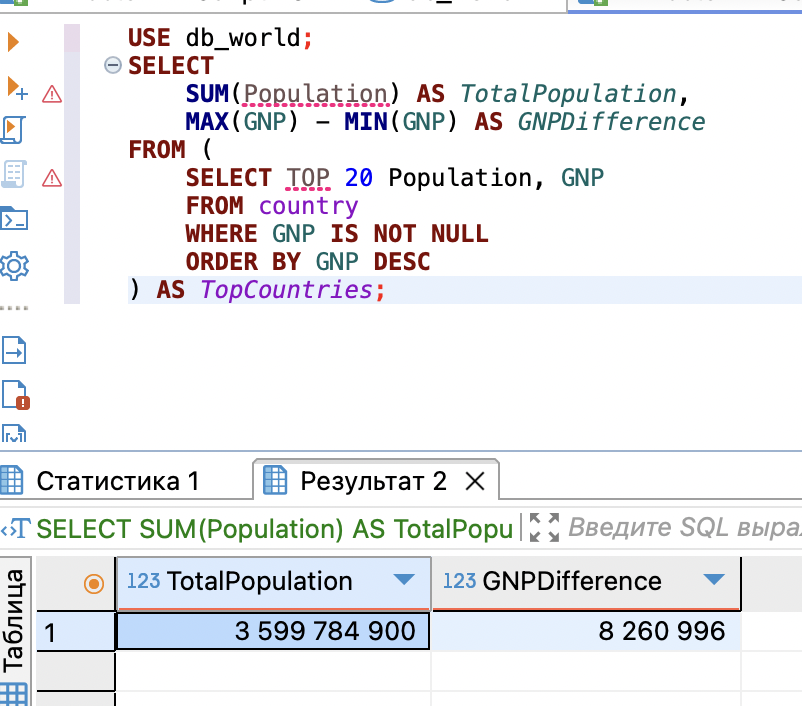 USE db_world;
SELECT
SUM(Population) AS TotalPopulation,
MAX(GNP) - MIN(GNP) AS GNPDifference
FROM (
SELECT TOP 20 Population, GNP
FROM country
WHERE GNP IS NOT NULL
ORDER BY GNP DESC
) AS TopCountries;
Статистика 1
Результат 2
SELECT SUM(Population) AS TotalPopu
Введите SQL
Таблица
123 TotalPopulation
123 GNPDifference
1
3 599 784 900
8 260 996